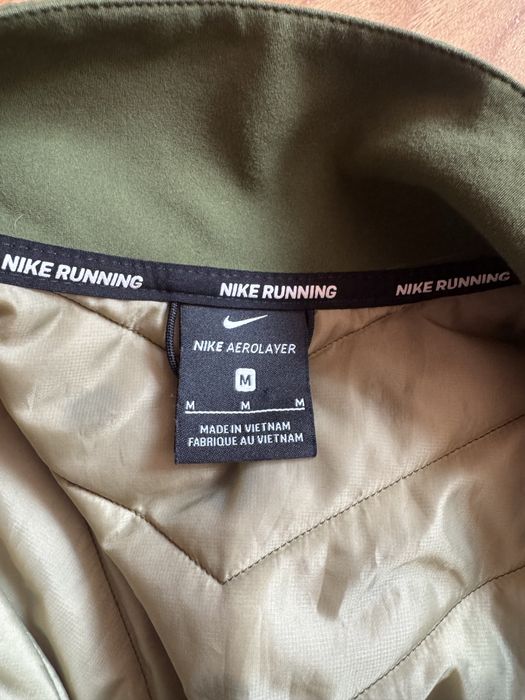 NIKE RUNNING NIKE RUNNING NIKE RUNNING
NIKE AEROLAYER
M
M M M
MADE IN VIETNAM
FABRIQUE AU VIETNAM